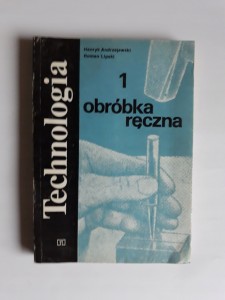 Henryk Andrzejewski
Roman Lipski
1
obróbka
ręczna
Technologia